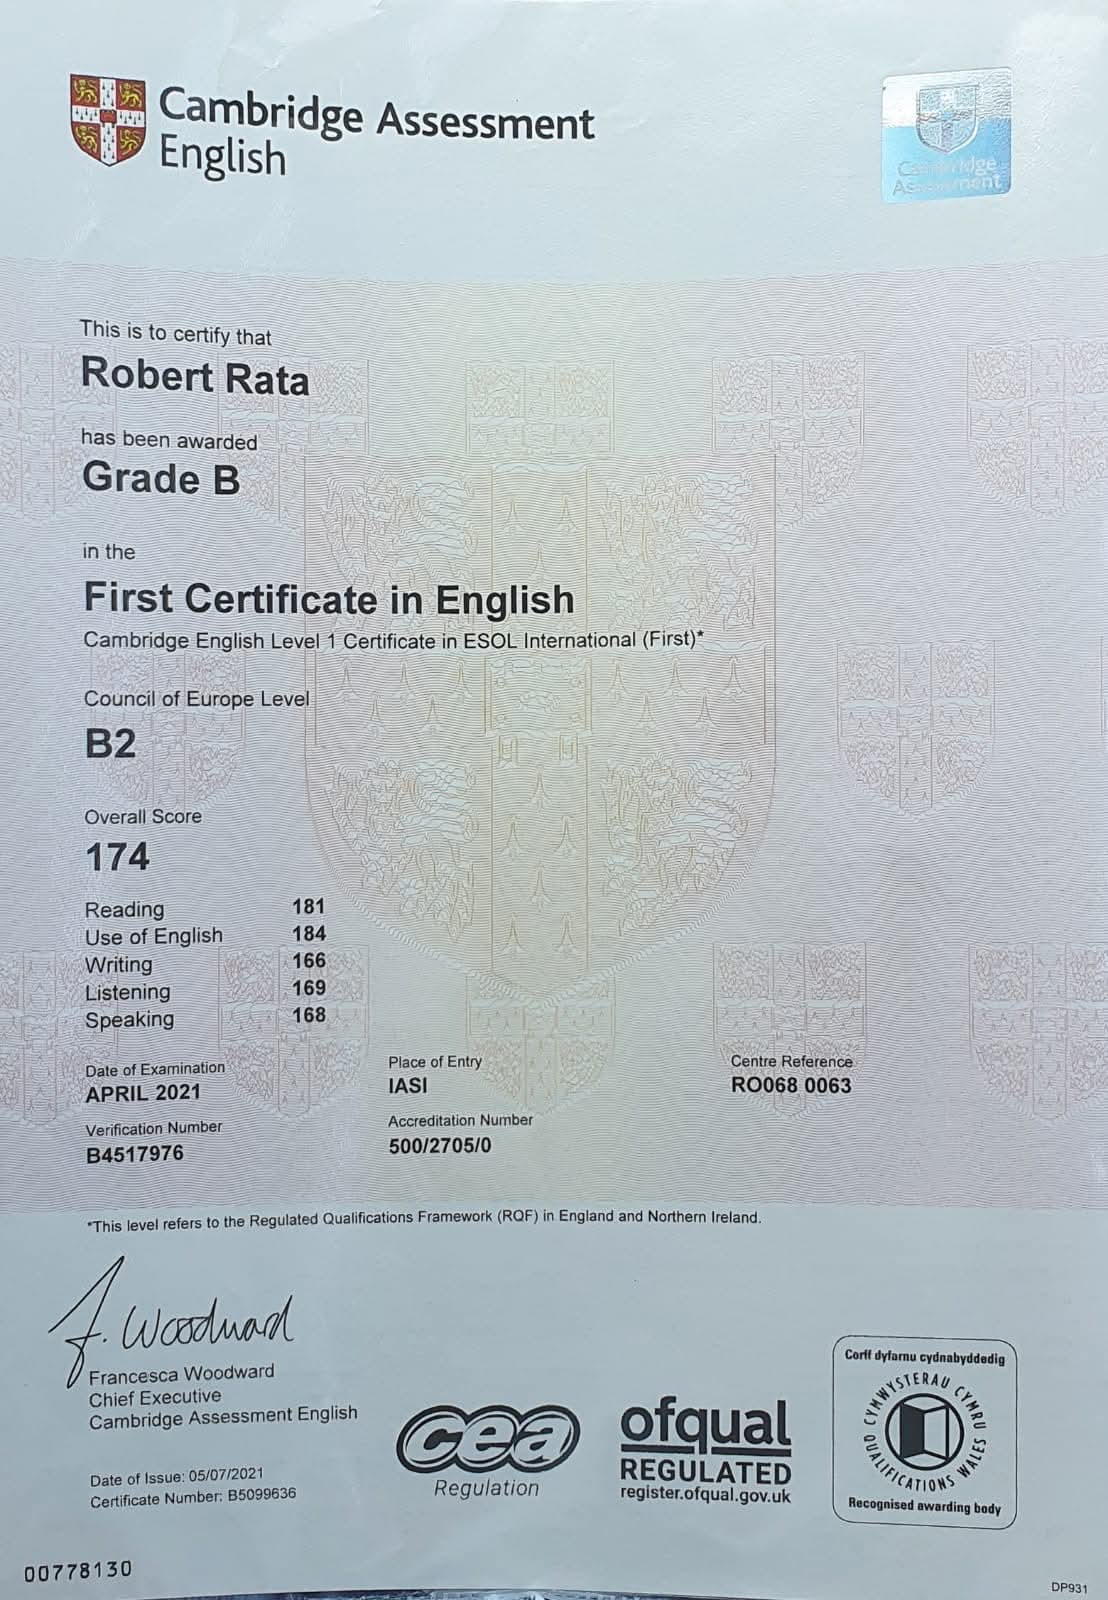 Cambridge Assessment
English
Cambridge
Assessment
This is to certify that
Robert Rata
has been awarded
Grade B
in the
First Certificate in English
Cambridge English Level 1 Certificate in ESOL International (First)*
Council of Europe Level
B2
Overall Score
174
Reading 181
Use of English 184
Writing 166
Listening 169
Speaking 168
Date of Examination Place of Entry Centre Reference
APRIL 2021 IASI RO068 0063
Verification Number Accreditation Number
B4517976 500/2705/0
*This level refers to the Regulated Qualifications Framework (RQF) in England and Northern Ireland.
F. Woodward
Francesca Woodward
Chief Executive
Cambridge Assessment English
Date of Issue: 05/07/2021
Certificate Number: B5099636
cea
Regulation
ofqual
REGULATED
register.ofqual.gov.uk
Corff dyfarnu cydnabyddedig
CYMWYSTERAU CYMRU
QUALIFICATIONS WALES
Recognised awarding body
00778130
DP931